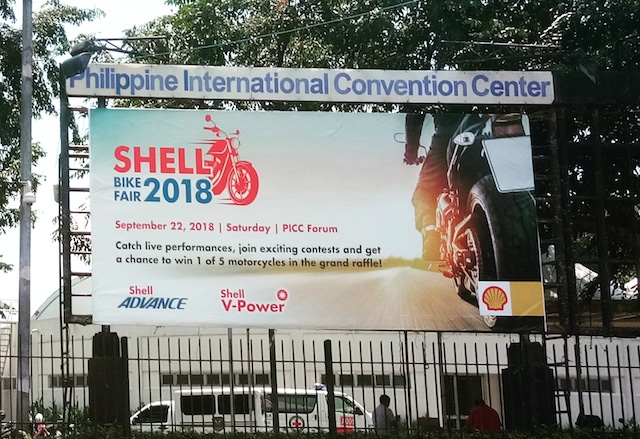 Philippine International Convention Center
SHELL
BIKE
FAIR 2018
September 22, 2018 | Saturday | PICC Forum
Catch live performances, join exciting contests and get
a chance to win 1 of 5 motorcycles in the grand raffle!
Shell
ADVANCE
Shell
V-Power